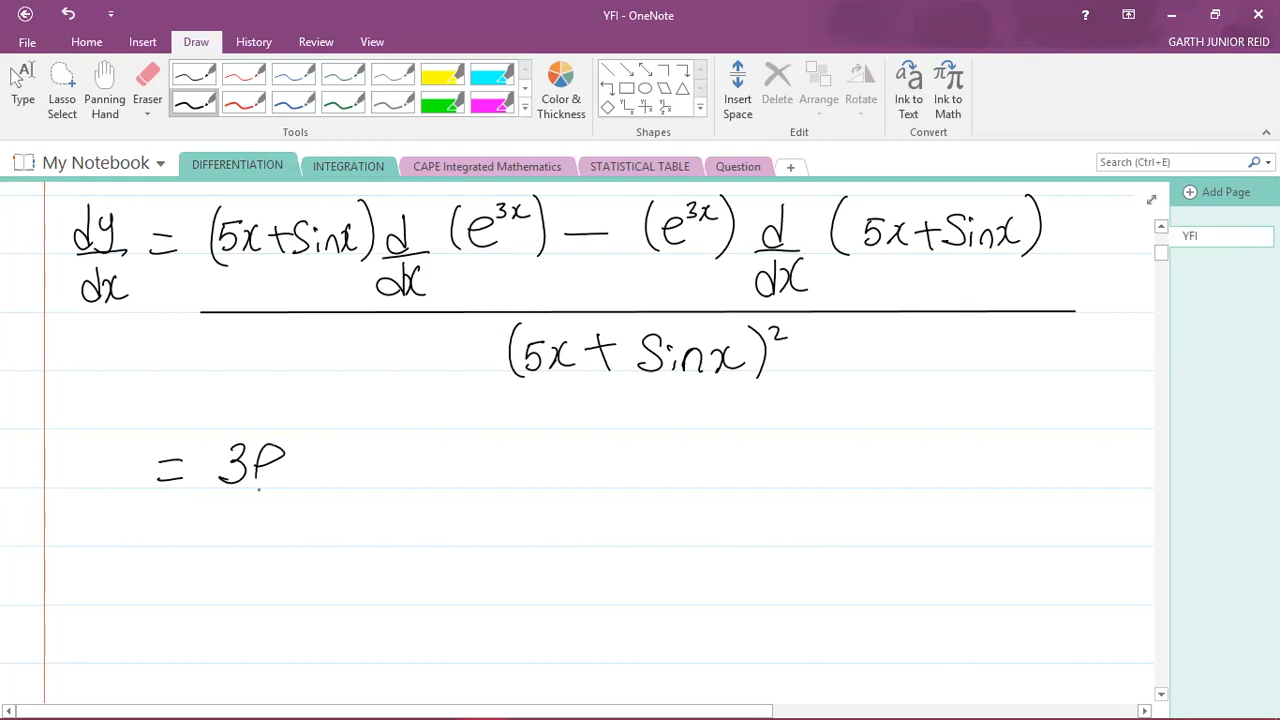 YFI - OneNote
?
GARTH JUNIOR REID
File Home Insert Draw History Review View
Type
Lasso Select
Panning Hand
Eraser
Color & Thickness
Insert Space
Delete
Arrange
Rotate
Ink to Text
Ink to Math
Tools
Shapes
Edit
Convert
My Notebook
DIFFERENTIATION
INTEGRATION
CAPE Integrated Mathematics
STATISTICAL TABLE
Question
Search (Ctrl+E)
Add Page
YFI
dy/dx = (5x+Sinx) d/dx (e^3x) − (e^3x) d/dx (5x+Sinx)
(5x + Sinx)^2
= 3